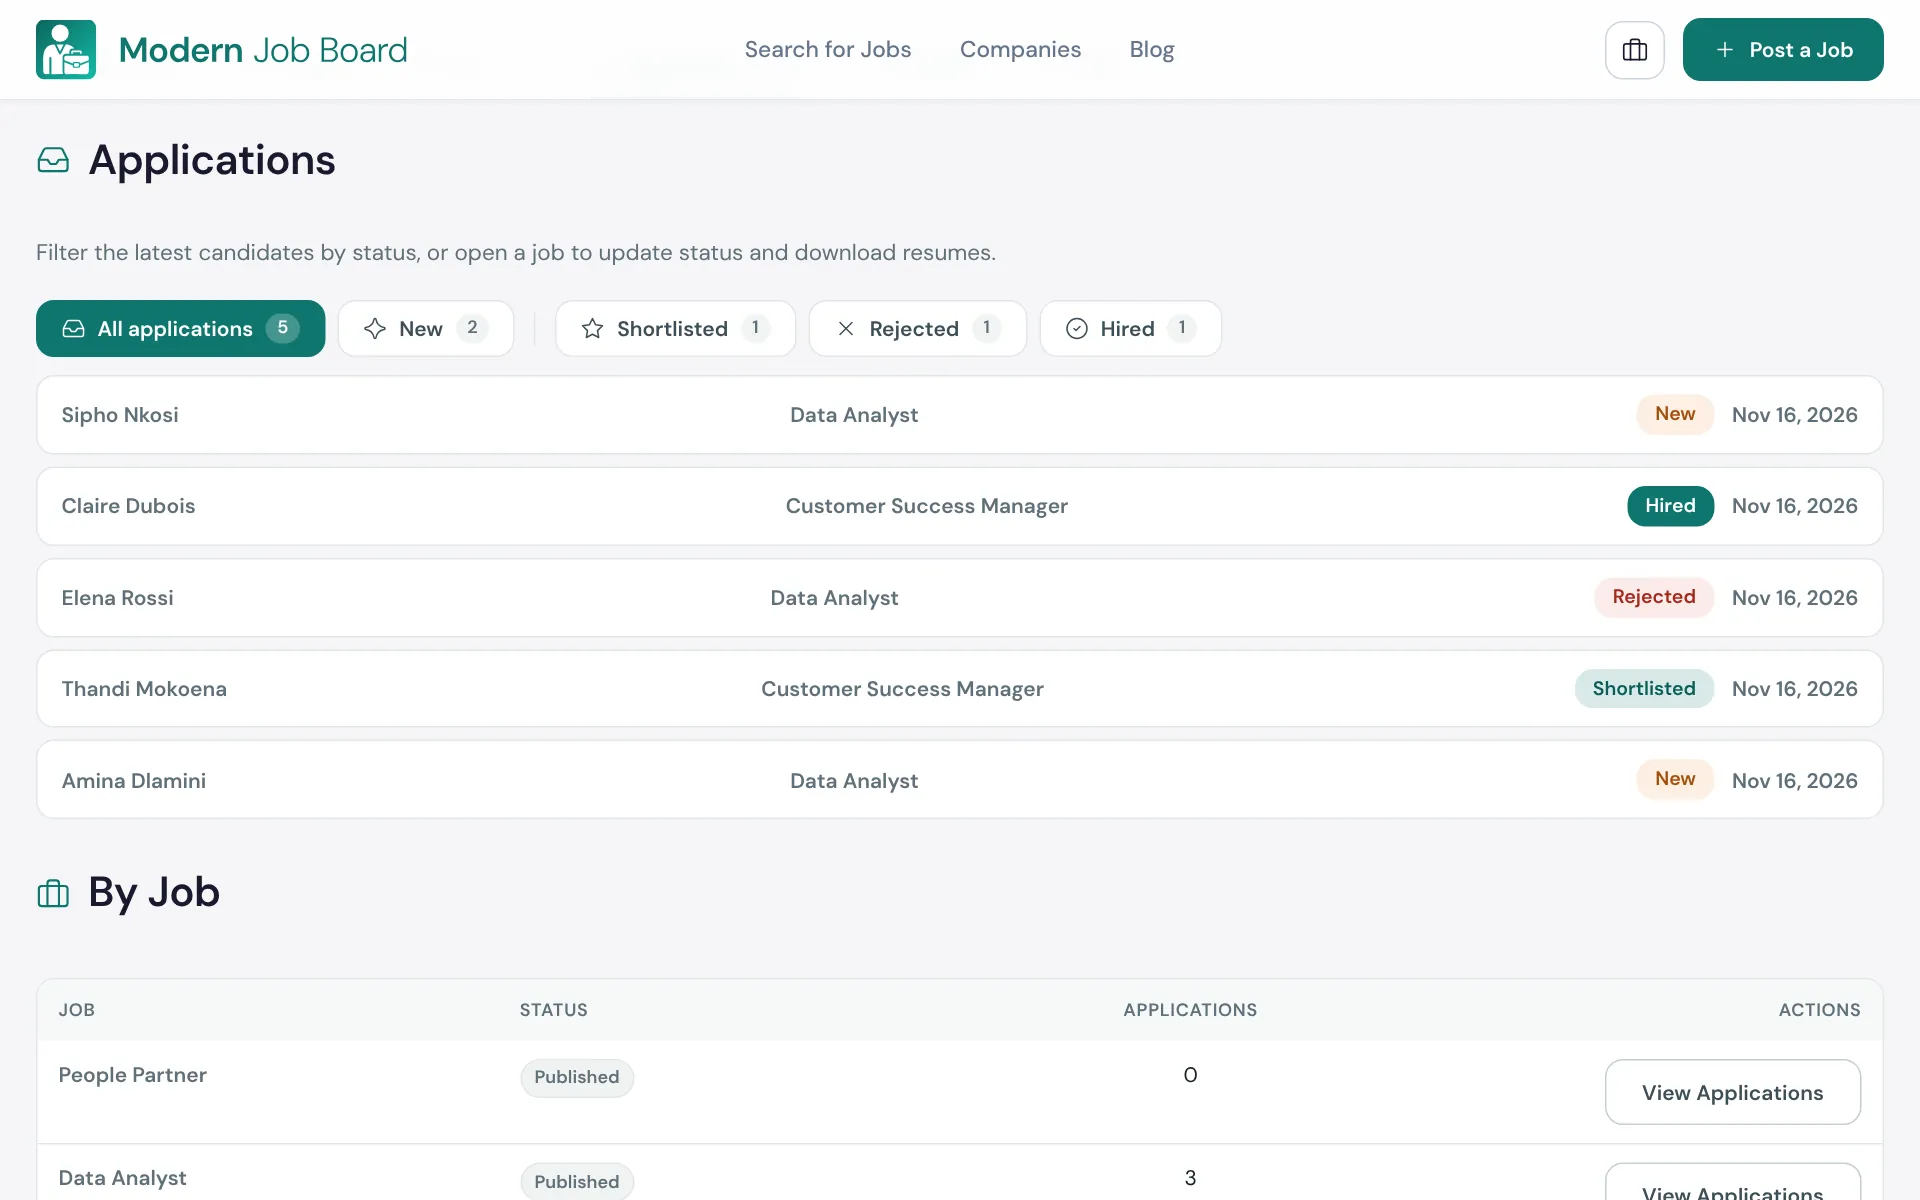 Modern Job Board
Search for Jobs
Companies
Blog
Post a Job
Applications
Filter the latest candidates by status, or open a job to update status and download resumes.
All applications 5
New 2
Shortlisted 1
Rejected 1
Hired 1
Sipho Nkosi Data Analyst New Nov 16, 2026
Claire Dubois Customer Success Manager Hired Nov 16, 2026
Elena Rossi Data Analyst Rejected Nov 16, 2026
Thandi Mokoena Customer Success Manager Shortlisted Nov 16, 2026
Amina Dlamini Data Analyst New Nov 16, 2026
By Job
JOB STATUS APPLICATIONS ACTIONS
People Partner Published 0 View Applications
Data Analyst Published 3 View Applications